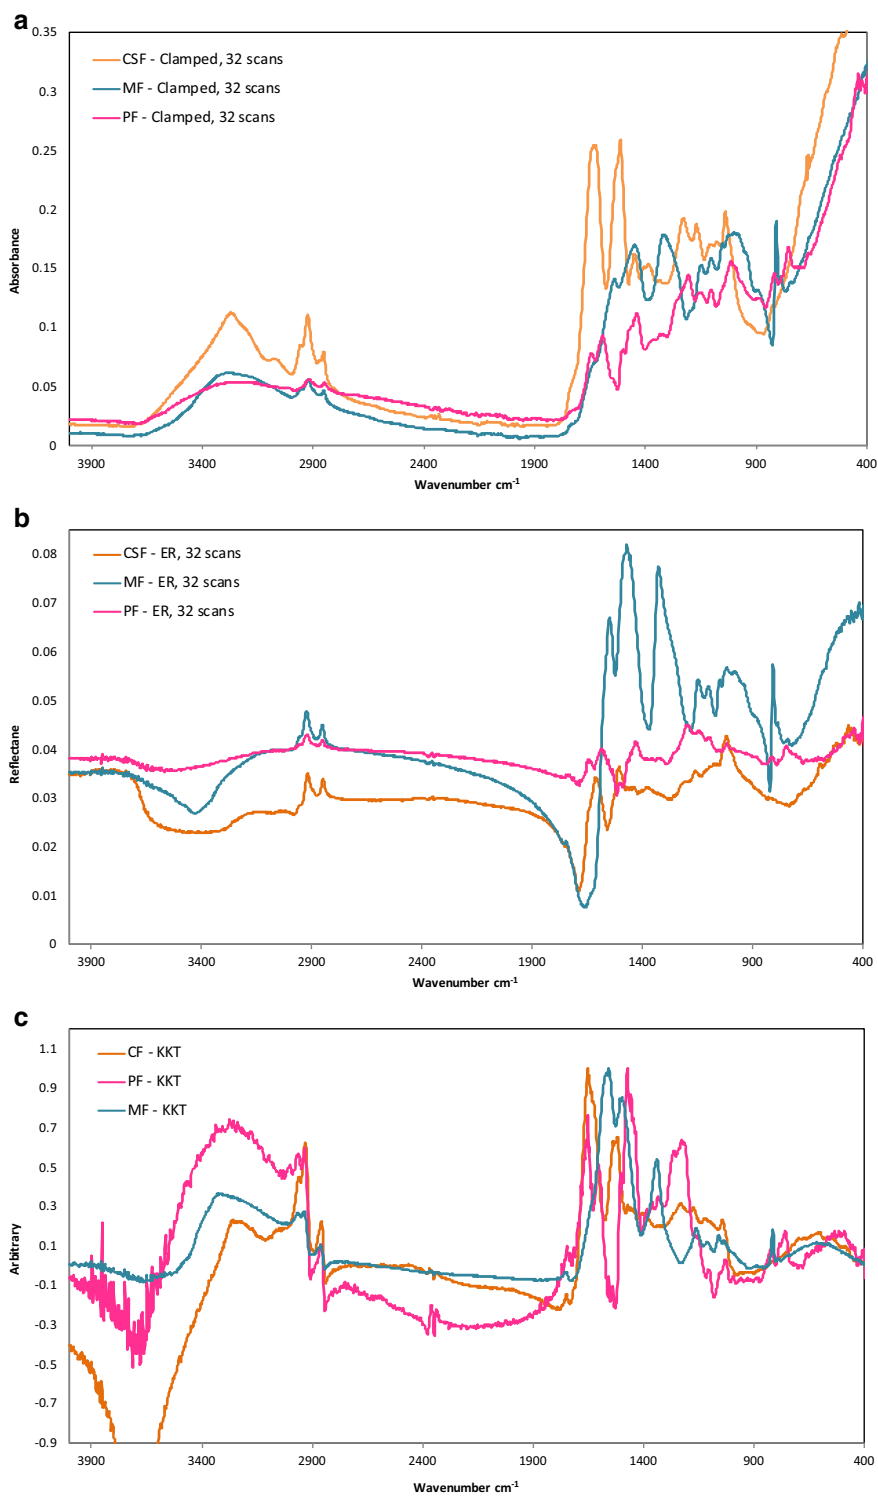 a
0.35
0.3
0.25
0.2
0.15
0.1
0.05
0
Absorbance
CSF - Clamped, 32 scans
MF - Clamped, 32 scans
PF - Clamped, 32 scans
3900 3400 2900 2400 1900 1400 900 400
Wavenumber cm-1
b
0.08
0.07
0.06
0.05
0.04
0.03
0.02
0.01
0
Reflectane
CSF - ER, 32 scans
MF - ER, 32 scans
PF - ER, 32 scans
3900 3400 2900 2400 1900 1400 900 400
Wavenumber cm-1
c
1.1
0.9
0.7
0.5
0.3
0.1
-0.1
-0.3
-0.5
-0.7
-0.9
Arbitrary
CF - KKT
PF - KKT
MF - KKT
3900 3400 2900 2400 1900 1400 900 400
Wavenumber cm-1